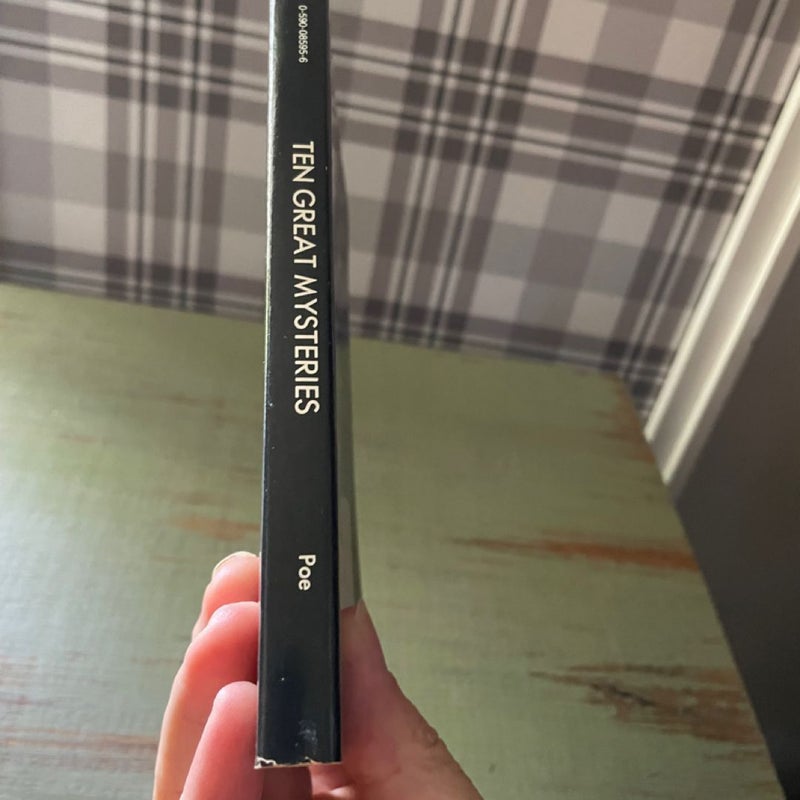 0-590-08595-6
TEN GREAT MYSTERIES
Poe